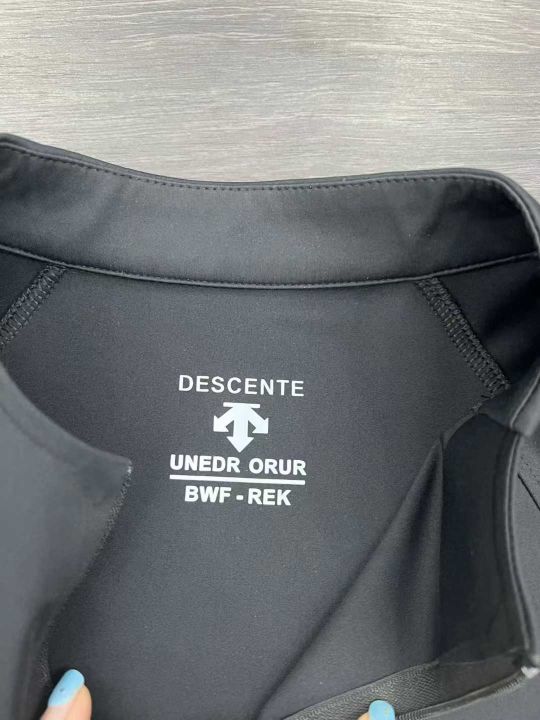 DESCENTE
UNEDR ORUR
BWF - REK